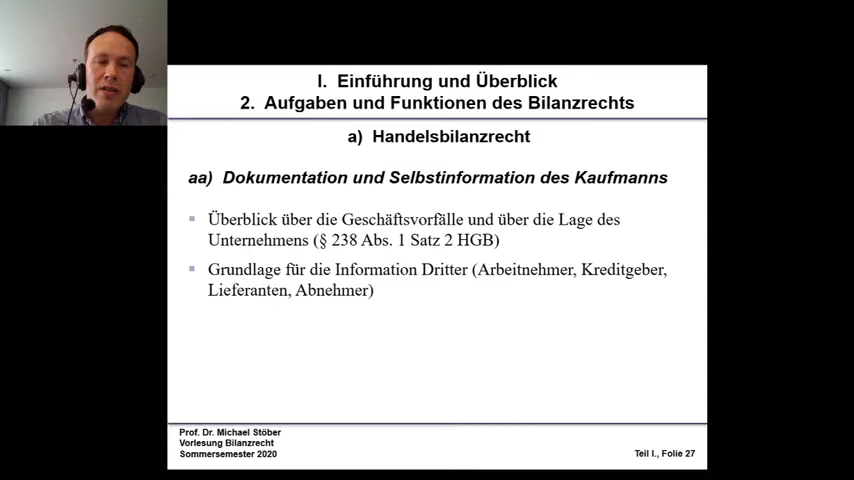 I. Einführung und Überblick
2. Aufgaben und Funktionen des Bilanzrechts
a) Handelsbilanzrecht
aa) Dokumentation und Selbstinformation des Kaufmanns
Überblick über die Geschäftsvorfälle und über die Lage des
Unternehmens (§ 238 Abs. 1 Satz 2 HGB)
Grundlage für die Information Dritter (Arbeitnehmer, Kreditgeber,
Lieferanten, Abnehmer)
Prof. Dr. Michael Stöber
Vorlesung Bilanzrecht
Sommersemester 2020
Teil I., Folie 27